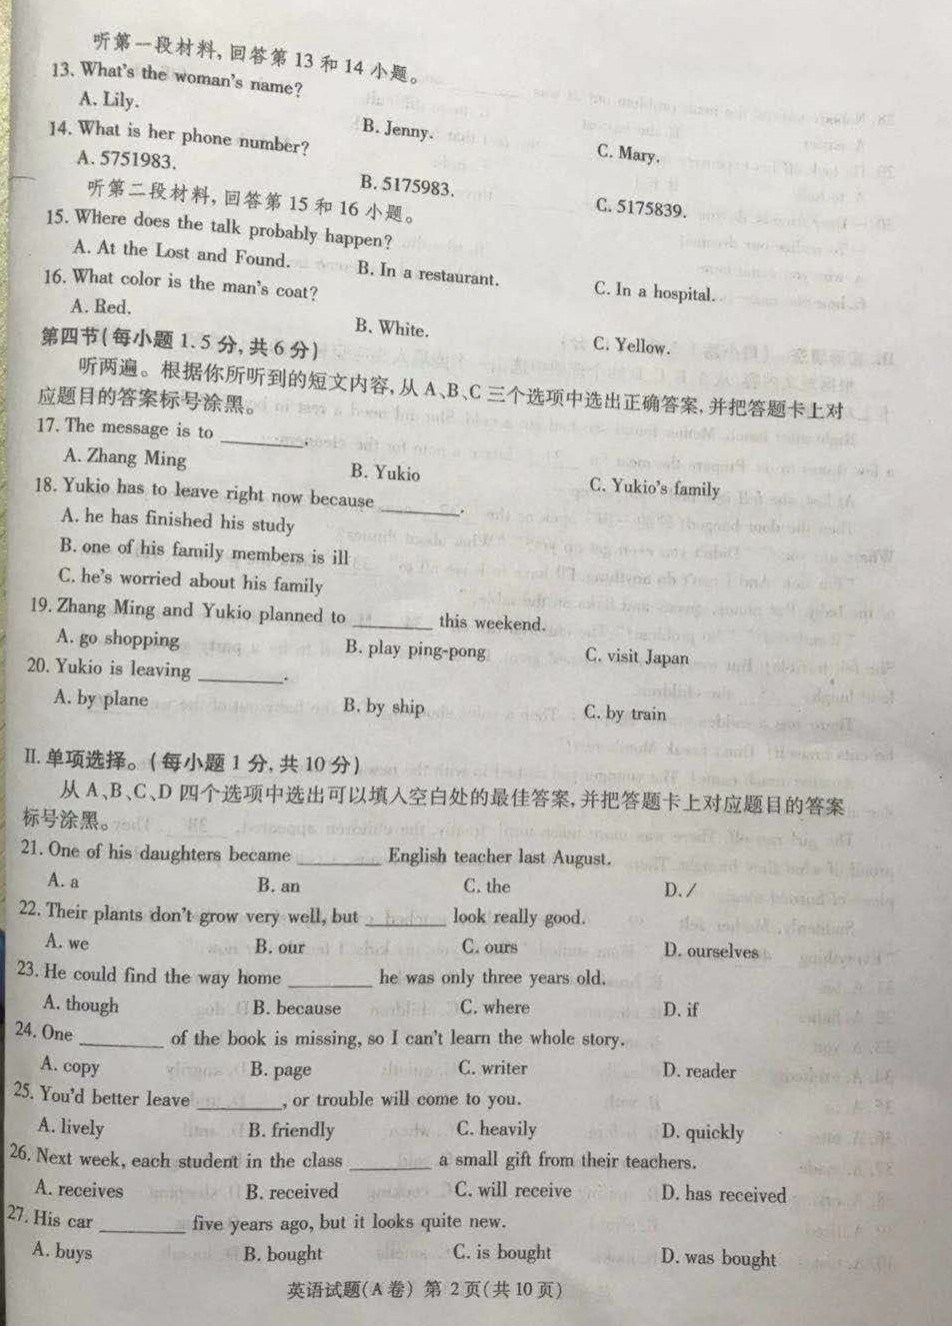 听第一段材料,回答第 13 和 14 小题。
13. What's the woman's name?
A. Lily. B. Jenny. C. Mary.
14. What is her phone number?
A. 5751983. B. 5175983. C. 5175839.
听第二段材料,回答第 15 和 16 小题。
15. Where does the talk probably happen?
A. At the Lost and Found. B. In a restaurant. C. In a hospital.
16. What color is the man's coat?
A. Red. B. White. C. Yellow.
第四节(每小题 1.5 分,共 6 分)
听两遍。根据你所听到的短文内容,从 A、B、C 三个选项中选出正确答案,并把答题卡上对
应题目的答案标号涂黑。
17. The message is to ________.
A. Zhang Ming B. Yukio C. Yukio's family
18. Yukio has to leave right now because ________.
A. he has finished his study
B. one of his family members is ill
C. he's worried about his family
19. Zhang Ming and Yukio planned to ________ this weekend.
A. go shopping B. play ping-pong C. visit Japan
20. Yukio is leaving ________.
A. by plane B. by ship C. by train
II. 单项选择。(每小题 1 分,共 10 分)
从 A、B、C、D 四个选项中选出可以填入空白处的最佳答案,并把答题卡上对应题目的答案
标号涂黑。
21. One of his daughters became ________ English teacher last August.
A. a B. an C. the D. /
22. Their plants don't grow very well, but ________ look really good.
A. we B. our C. ours D. ourselves
23. He could find the way home ________ he was only three years old.
A. though B. because C. where D. if
24. One ________ of the book is missing, so I can't learn the whole story.
A. copy B. page C. writer D. reader
25. You'd better leave ________, or trouble will come to you.
A. lively B. friendly C. heavily D. quickly
26. Next week, each student in the class ________ a small gift from their teachers.
A. receives B. received C. will receive D. has received
27. His car ________ five years ago, but it looks quite new.
A. buys B. bought C. is bought D. was bought
英语试题(A 卷) 第 2 页(共 10 页)